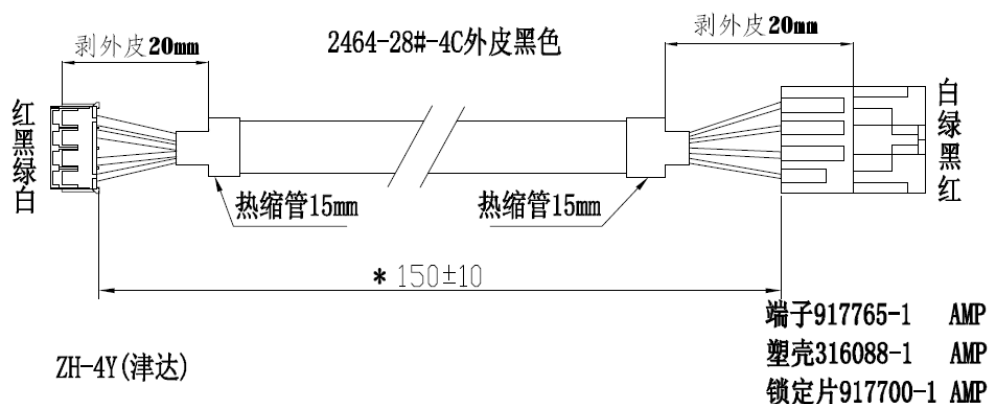 剥外皮20mm
2464-28#-4C外皮黑色
剥外皮20mm
红
黑
绿
白
白
绿
黑
红
热缩管15mm
热缩管15mm
* 150±10
端子917765-1 AMP
塑壳316088-1 AMP
锁定片917700-1 AMP
ZH-4Y(津达)